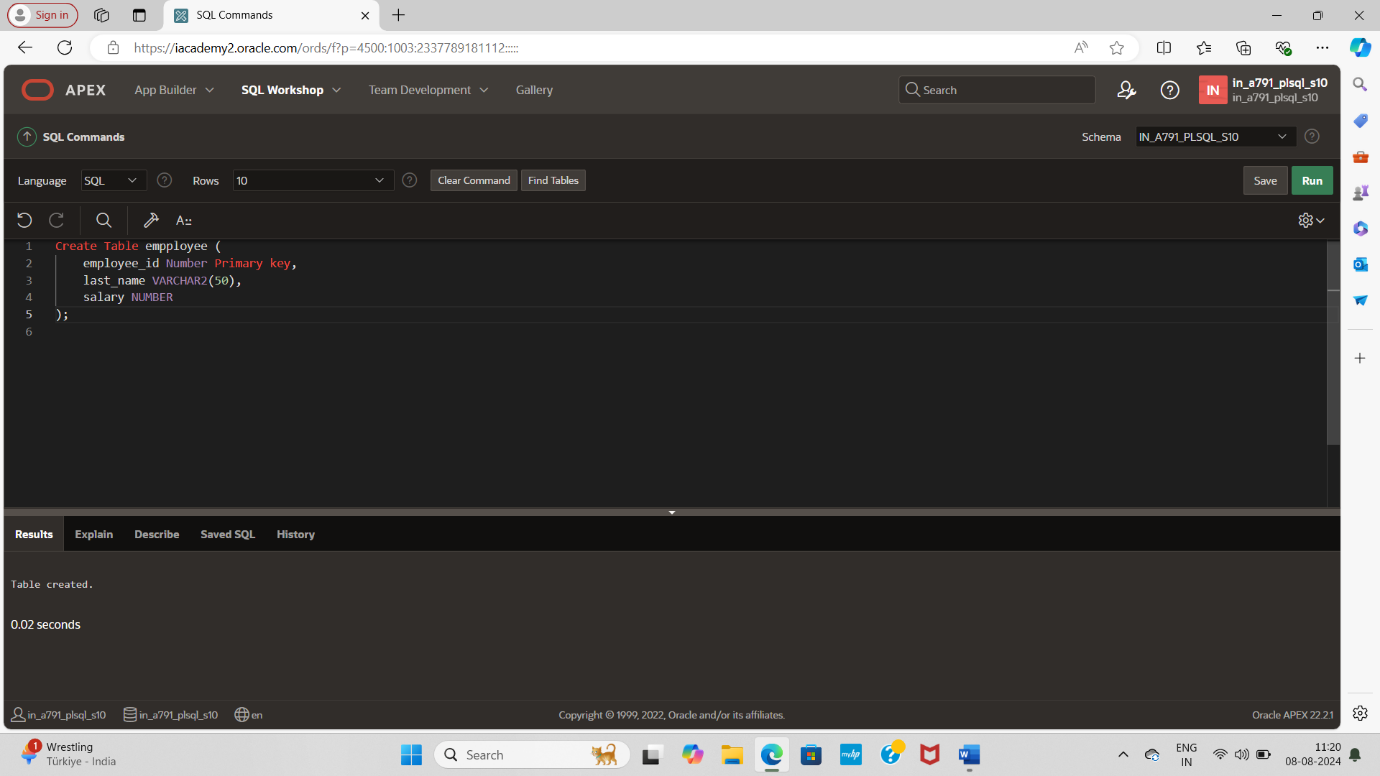 Sign in
SQL Commands
https://iacademy2.oracle.com/ords/f?p=4500:1003:2337789181112:::::
APEX App Builder SQL Workshop Team Development Gallery Search IN in_a791_plsql_s10
in_a791_plsql_s10
SQL Commands Schema IN_A791_PLSQL_S10
Language SQL Rows 10 Clear Command Find Tables Save Run
A::
1 Create Table empployee (
2 employee_id Number Primary key,
3 last_name VARCHAR2(50),
4 salary NUMBER
5 );
6
Results Explain Describe Saved SQL History
Table created.
0.02 seconds
in_a791_plsql_s10 in_a791_plsql_s10 en Copyright © 1999, 2022, Oracle and/or its affiliates. Oracle APEX 22.2.1
1 Wrestling
Türkiye - India
Search
myhp
ENG
IN
11:20
08-08-2024